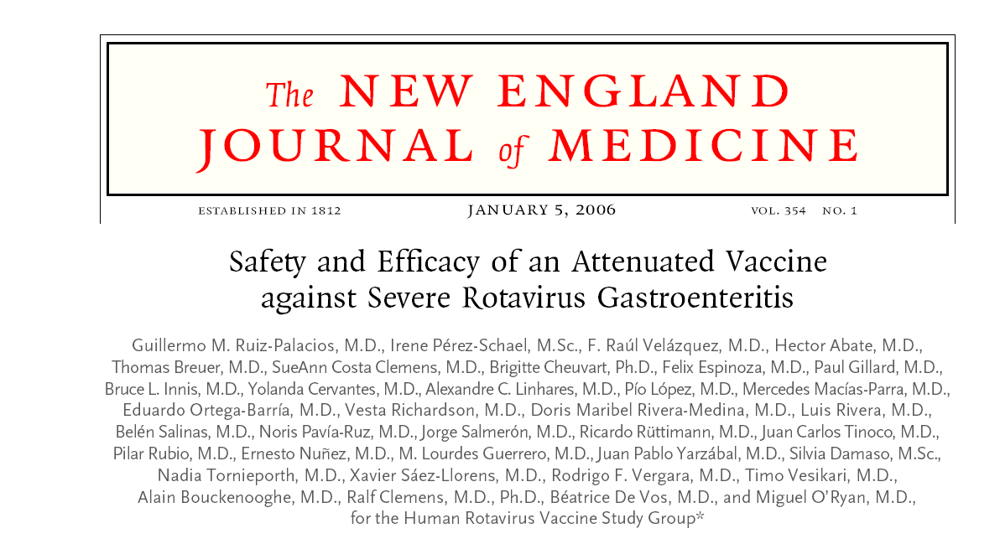 The NEW ENGLAND
JOURNAL of MEDICINE
ESTABLISHED IN 1812 JANUARY 5, 2006 VOL. 354 NO. 1
Safety and Efficacy of an Attenuated Vaccine
against Severe Rotavirus Gastroenteritis
Guillermo M. Ruiz-Palacios, M.D., Irene Pérez-Schael, M.Sc., F. Raúl Velázquez, M.D., Hector Abate, M.D.,
Thomas Breuer, M.D., SueAnn Costa Clemens, M.D., Brigitte Cheuvart, Ph.D., Felix Espinoza, M.D., Paul Gillard, M.D.,
Bruce L. Innis, M.D., Yolanda Cervantes, M.D., Alexandre C. Linhares, M.D., Pío López, M.D., Mercedes Macías-Parra, M.D.,
Eduardo Ortega-Barría, M.D., Vesta Richardson, M.D., Doris Maribel Rivera-Medina, M.D., Luis Rivera, M.D.,
Belén Salinas, M.D., Noris Pavía-Ruz, M.D., Jorge Salmerón, M.D., Ricardo Rüttimann, M.D., Juan Carlos Tinoco, M.D.,
Pilar Rubio, M.D., Ernesto Nuñez, M.D., M. Lourdes Guerrero, M.D., Juan Pablo Yarzábal, M.D., Silvia Damaso, M.Sc.,
Nadia Tornieporth, M.D., Xavier Sáez-Llorens, M.D., Rodrigo F. Vergara, M.D., Timo Vesikari, M.D.,
Alain Bouckenooghe, M.D., Ralf Clemens, M.D., Ph.D., Béatrice De Vos, M.D., and Miguel O’Ryan, M.D.,
for the Human Rotavirus Vaccine Study Group*